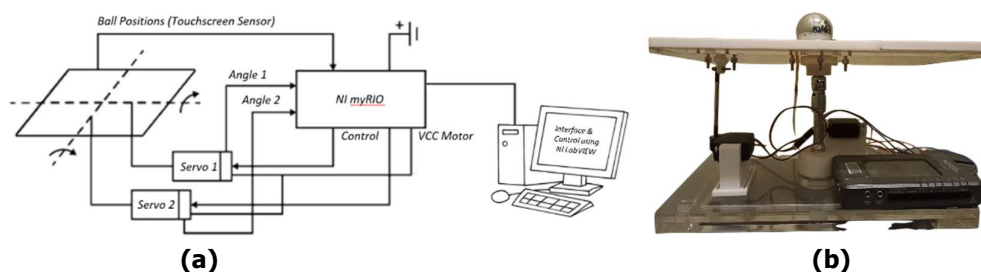 Ball Positions (Touchscreen Sensor)
+
Angle 1
Angle 2
NI myRIO
Control
VCC Motor
Servo 1
Servo 2
Interface &
Control using
NI LabVIEW
(a)
(b)